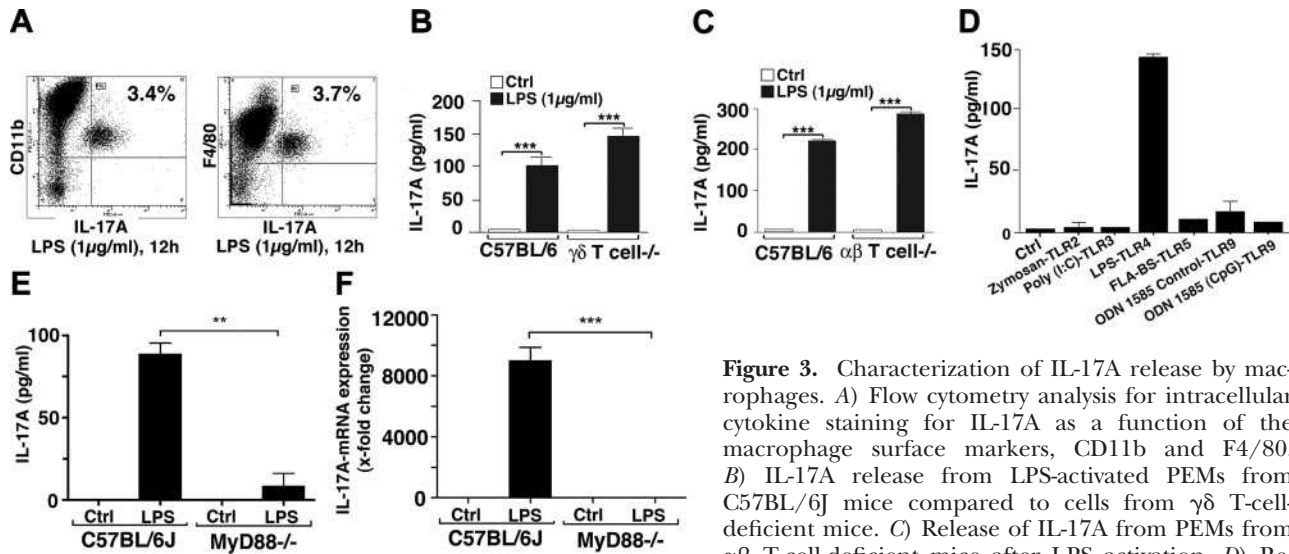 A
3.4%
CD11b
IL-17A
LPS (1µg/ml), 12h
3.7%
F4/80
IL-17A
LPS (1µg/ml), 12h
B
Ctrl
LPS (1µg/ml)
IL-17A (pg/ml)
200
150
100
50
0
***
***
C57BL/6
γδ T cell-/-
C
Ctrl
LPS (1µg/ml)
IL-17A (pg/ml)
300
200
100
0
***
***
C57BL/6
αβ T cell-/-
D
IL-17A (pg/ml)
150
100
50
0
Ctrl
Zymosan-TLR2
Poly (I:C)-TLR3
LPS-TLR4
FLA-BS-TLR5
ODN 1585 Control-TLR9
ODN 1585 (CpG)-TLR9
E
IL-17A (pg/ml)
100
50
0
**
Ctrl LPS Ctrl LPS
C57BL/6J MyD88-/-
F
IL-17A-mRNA expression
(x-fold change)
12000
8000
4000
0
***
Ctrl LPS Ctrl LPS
C57BL/6J MyD88-/-
Figure 3. Characterization of IL-17A release by mac-
rophages. A) Flow cytometry analysis for intracellular
cytokine staining for IL-17A as a function of the
macrophage surface markers, CD11b and F4/80.
B) IL-17A release from LPS-activated PEMs from
C57BL/6J mice compared to cells from γδ T-cell-
deficient mice. C) Release of IL-17A from PEMs from
T-cell-deficient mice after LPS activation. D) Re-